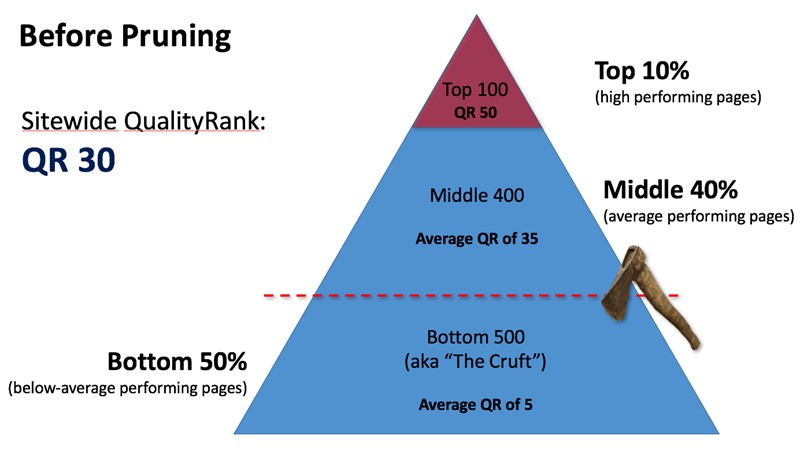 Before Pruning
Sitewide QualityRank:
QR 30
Top 100
QR 50
Top 10%
(high performing pages)
Middle 400
Average QR of 35
Middle 40%
(average performing pages)
Bottom 500
(aka “The Cruft”)
Average QR of 5
Bottom 50%
(below-average performing pages)